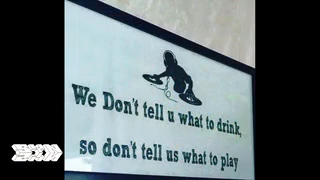 We Don't tell u what to drink,
so don't tell us what to play